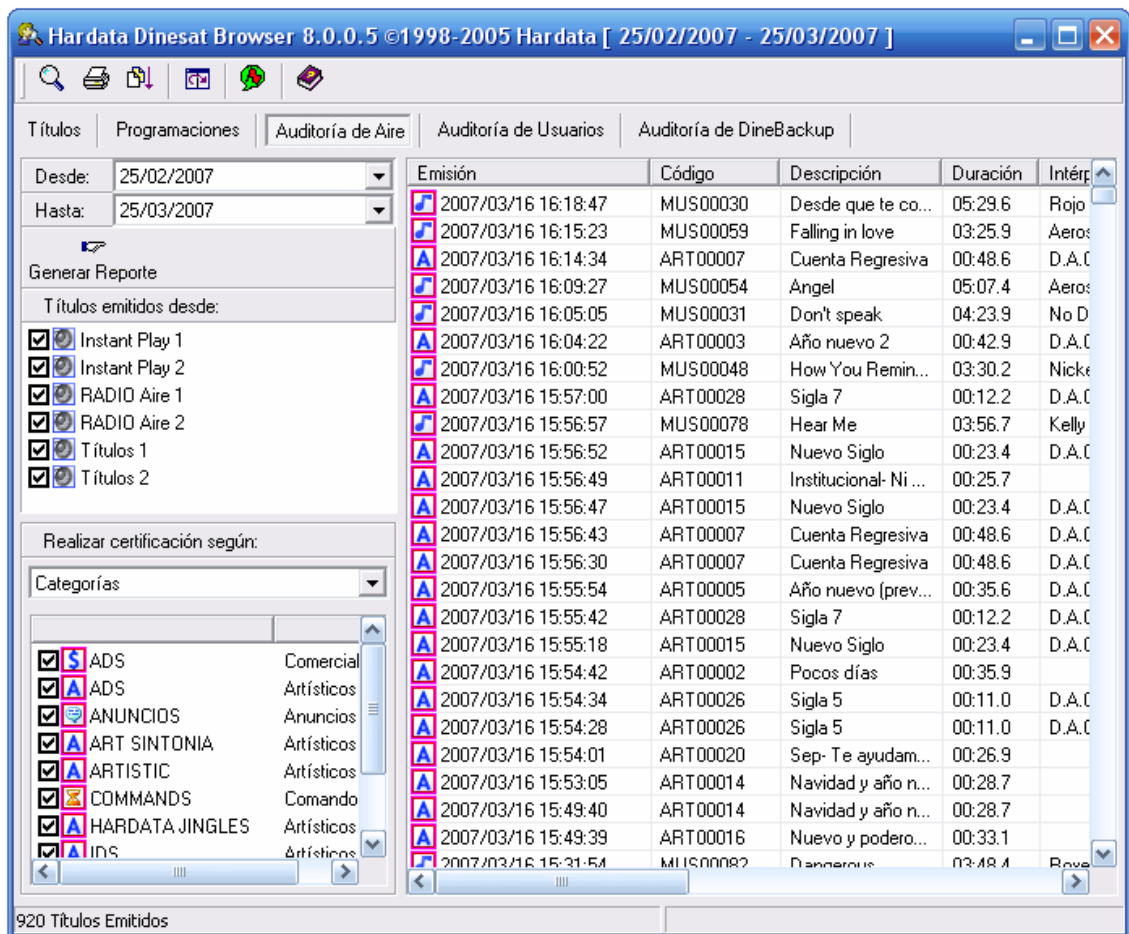 Hardata Dinesat Browser 8.0.0.5 ©1998-2005 Hardata [ 25/02/2007 - 25/03/2007 ]
Títulos Programaciones Auditoría de Aire Auditoría de Usuarios Auditoría de DineBackup
Desde: 25/02/2007
Hasta: 25/03/2007
Generar Reporte
Títulos emitidos desde:
Instant Play 1
Instant Play 2
RADIO Aire 1
RADIO Aire 2
Títulos 1
Títulos 2
Realizar certificación según:
Categorías
$ ADS Comercial
A ADS Artísticos
ANUNCIOS Anuncios
A ART SINTONIA Artísticos
A ARTISTIC Artísticos
COMMANDS Comando
A HARDATA JINGLES Artísticos
A IDS Artísticos
Emisión Código Descripción Duración Intérp
2007/03/16 16:18:47 MUS00030 Desde que te co... 05:29.6 Rojo
2007/03/16 16:15:23 MUS00059 Falling in love 03:25.9 Aeros
A 2007/03/16 16:14:34 ART00007 Cuenta Regresiva 00:48.6 D.A.
2007/03/16 16:09:27 MUS00054 Angel 05:07.4 Aeros
2007/03/16 16:05:05 MUS00031 Don't speak 04:23.9 No D
A 2007/03/16 16:04:22 ART00003 Año nuevo 2 00:42.9 D.A.
2007/03/16 16:00:52 MUS00048 How You Remin... 03:30.2 Nicke
A 2007/03/16 15:57:00 ART00028 Sigla 7 00:12.2 D.A.
2007/03/16 15:56:57 MUS00078 Hear Me 03:56.7 Kelly
A 2007/03/16 15:56:52 ART00015 Nuevo Siglo 00:23.4 D.A.
A 2007/03/16 15:56:49 ART00011 Institucional- Ni ... 00:25.7
A 2007/03/16 15:56:47 ART00015 Nuevo Siglo 00:23.4 D.A.
A 2007/03/16 15:56:43 ART00007 Cuenta Regresiva 00:48.6 D.A.
A 2007/03/16 15:56:30 ART00007 Cuenta Regresiva 00:48.6 D.A.
A 2007/03/16 15:55:54 ART00005 Año nuevo (prev... 00:35.6 D.A.
A 2007/03/16 15:55:42 ART00028 Sigla 7 00:12.2 D.A.
A 2007/03/16 15:55:18 ART00015 Nuevo Siglo 00:23.4 D.A.
A 2007/03/16 15:54:42 ART00002 Pocos días 00:35.9
A 2007/03/16 15:54:34 ART00026 Sigla 5 00:11.0 D.A.
A 2007/03/16 15:54:28 ART00026 Sigla 5 00:11.0 D.A.
A 2007/03/16 15:54:01 ART00020 Sep- Te ayudam... 00:26.9
A 2007/03/16 15:53:05 ART00014 Navidad y año n... 00:28.7
A 2007/03/16 15:49:40 ART00014 Navidad y año n... 00:28.7
A 2007/03/16 15:49:39 ART00016 Nuevo y podero... 00:33.1
2007/03/16 15:31:54 MUS00082 Dangerous 03:48.4
920 Títulos Emitidos